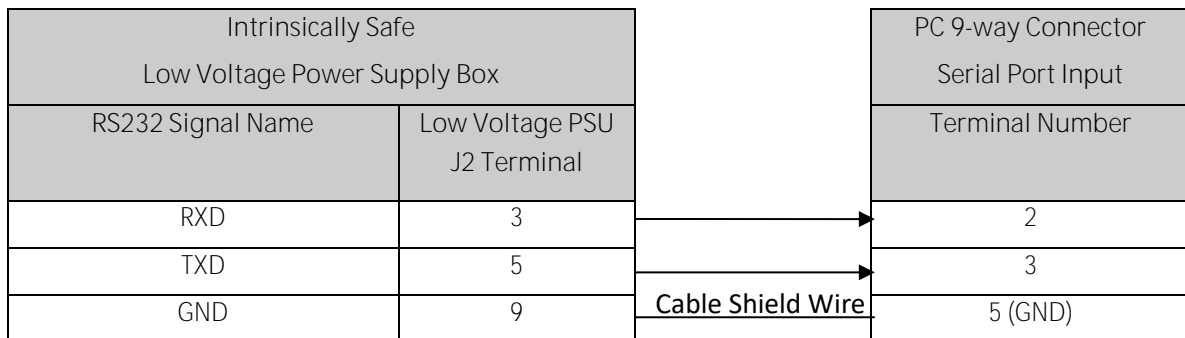 Intrinsically Safe
Low Voltage Power Supply Box
PC 9-way Connector
Serial Port Input
RS232 Signal Name
Low Voltage PSU
J2 Terminal
Terminal Number
RXD 3 2
TXD 5 3
GND 9 Cable Shield Wire 5 (GND)